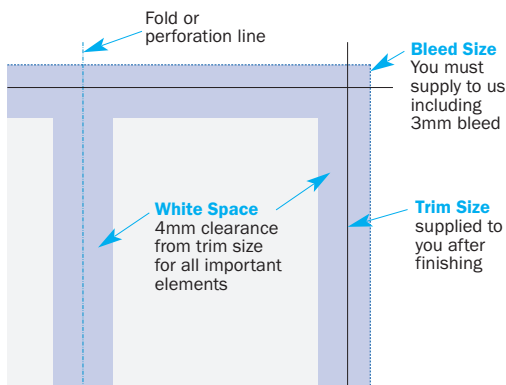 Fold or
perforation line
Bleed Size
You must
supply to us
including
3mm bleed
White Space
4mm clearance
from trim size
for all important
elements
Trim Size
supplied to
you after
finishing